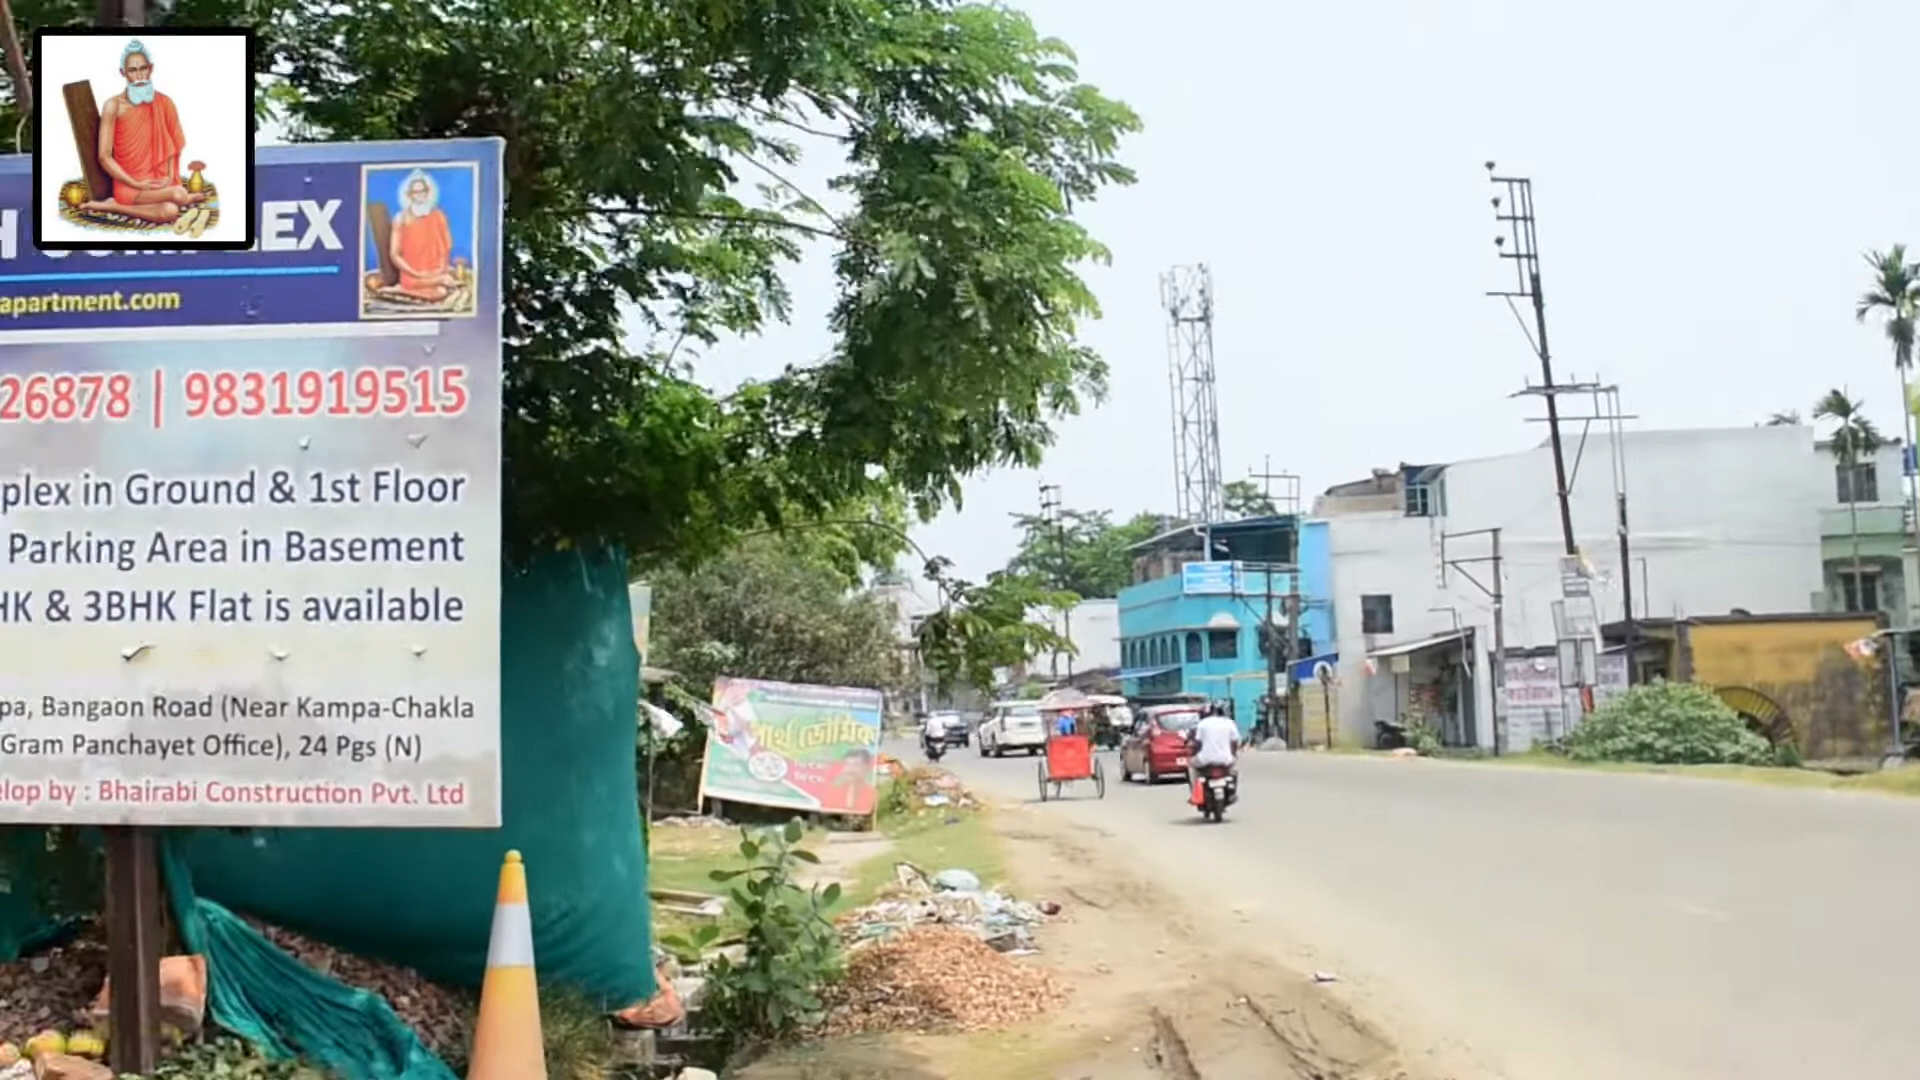 H COMPLEX
apartment.com
26878 | 9831919515
plex in Ground & 1st Floor
Parking Area in Basement
HK & 3BHK Flat is available
pa, Bangaon Road (Near Kampa-Chakla
Gram Panchayet Office), 24 Pgs (N)
elop by : Bhairabi Construction Pvt. Ltd
পার্থ ভৌমিক